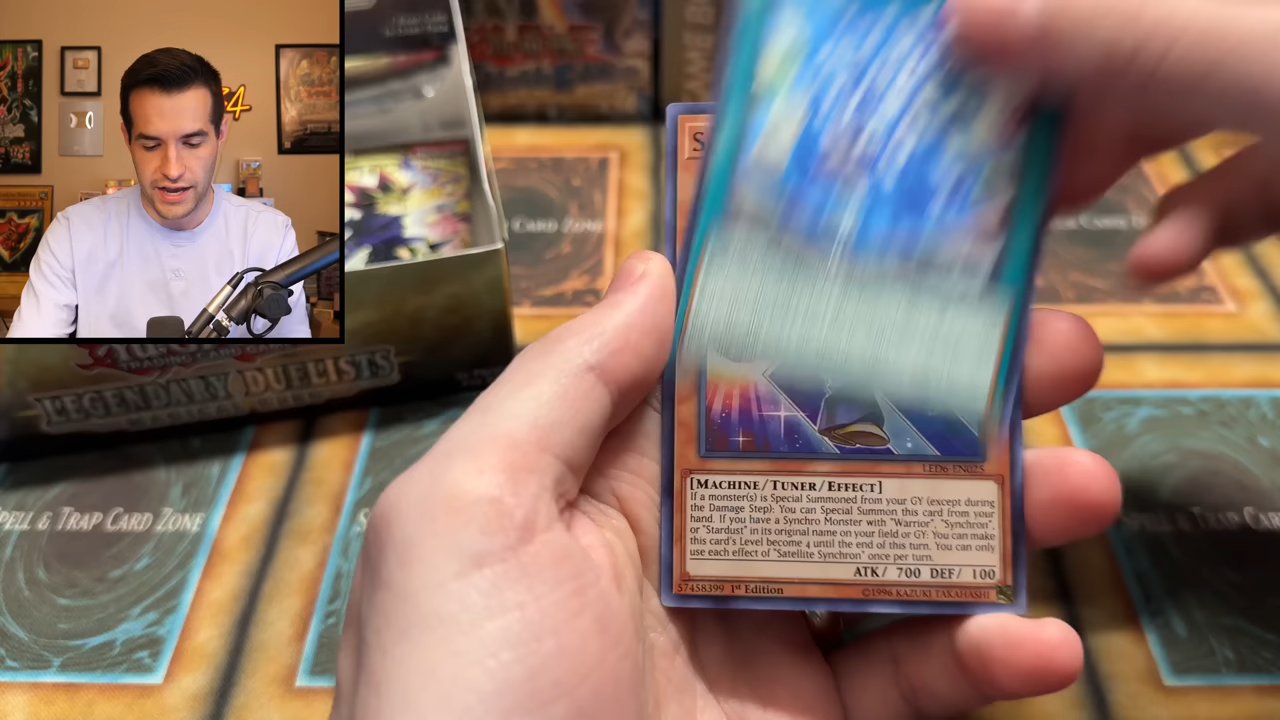 TRADING CARD GAME
LEGENDARY DUELISTS
CARD ZONE
GAME B
S
LED6-EN025
[MACHINE/TUNER/EFFECT]
If a monster(s) is Special Summoned from your GY (except during
the Damage Step): You can Special Summon this card from your
hand. If you have a Synchro Monster with "Warrior", "Synchron",
or "Stardust" in its original name on your field or GY: You can make
this card's Level become 4 until the end of this turn. You can only
use each effect of "Satellite Synchron" once per turn.
ATK/ 700 DEF/ 100
57458399 1st Edition
©1996 KAZUKI TAKAHASHI
SPELL & TRAP CARD ZONE